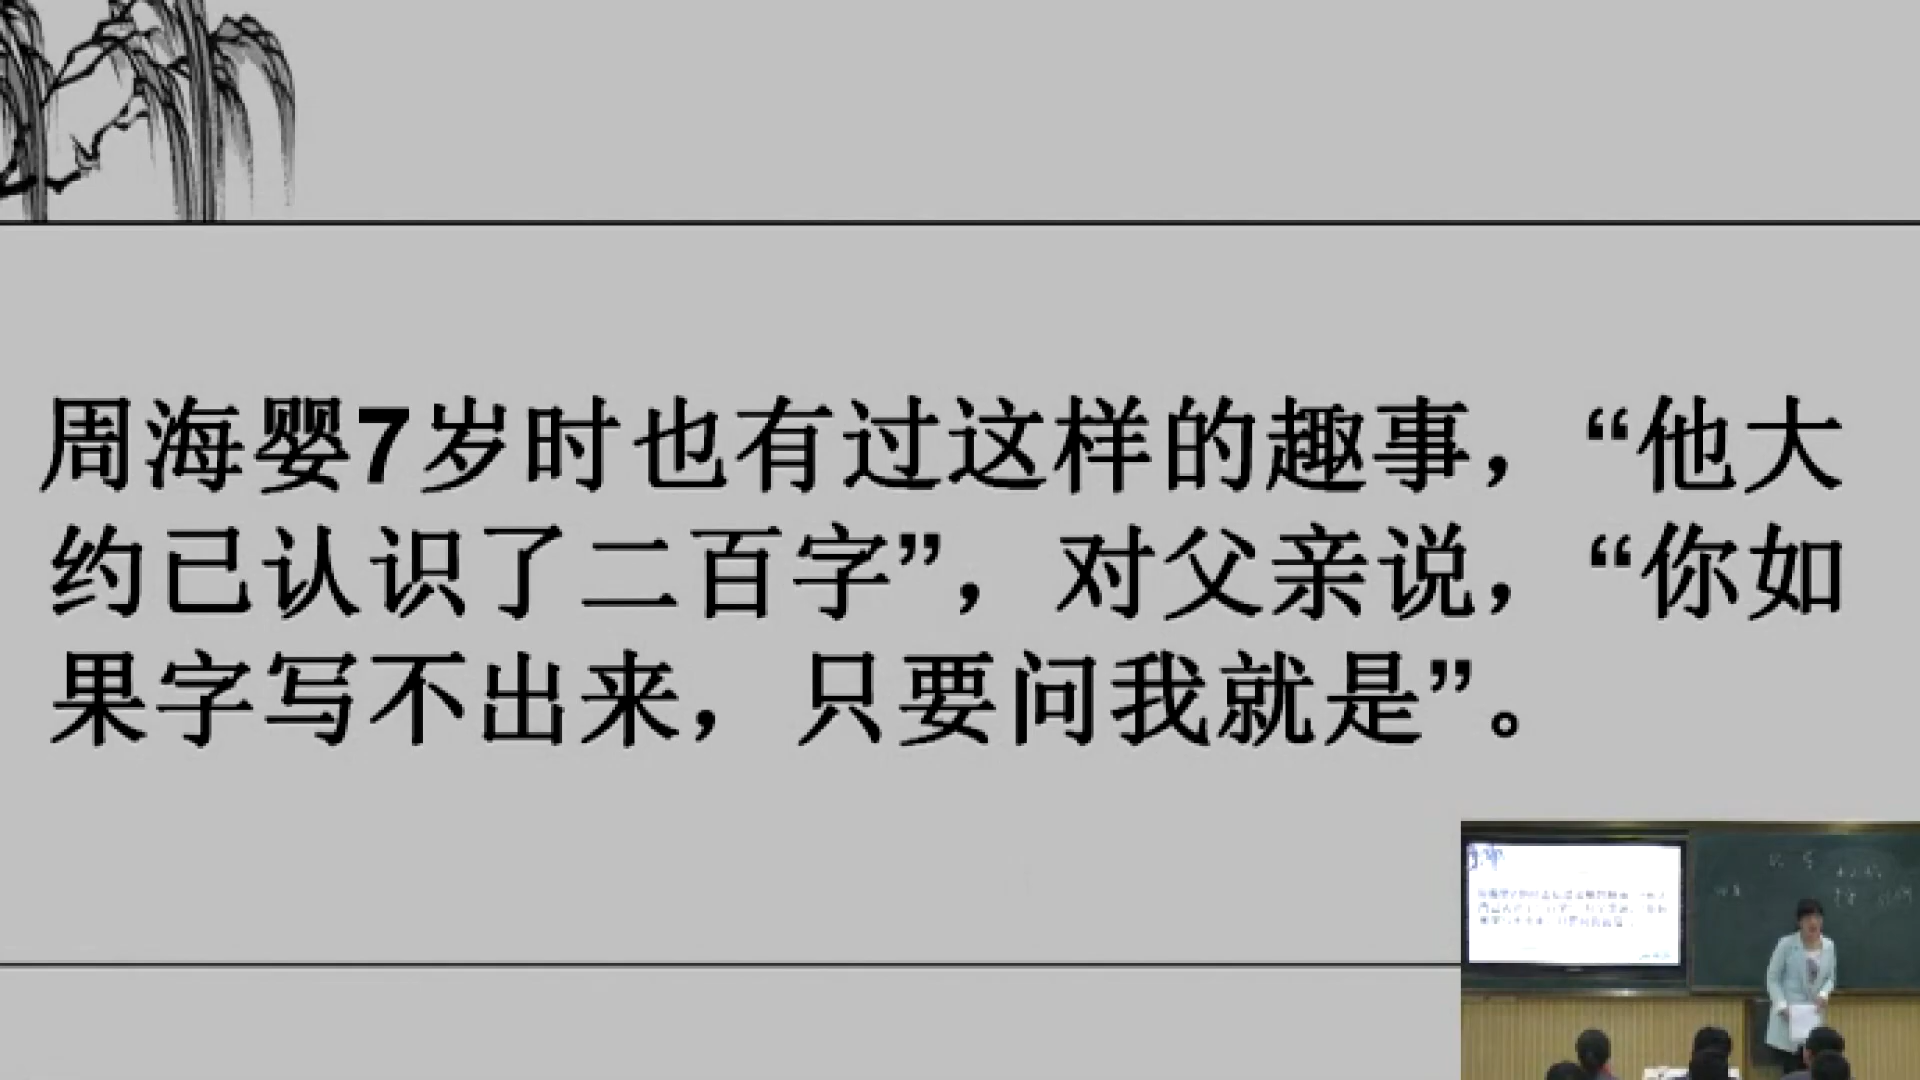 周海婴7岁时也有过这样的趣事，“他大
约已认识了二百字”，对父亲说，“你如
果字写不出来，只要问我就是”。